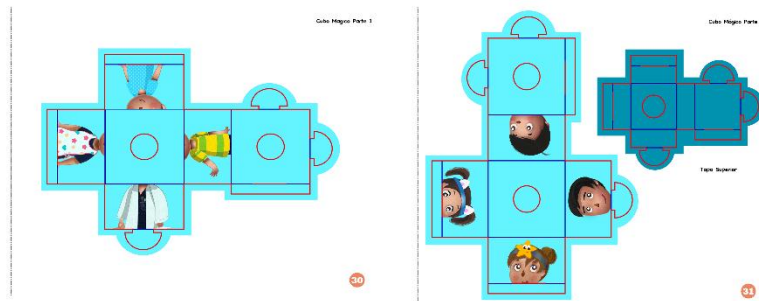 Cubo Mágico Parte 1
30
Cubo Mágico Parte
Tapa Superior
31